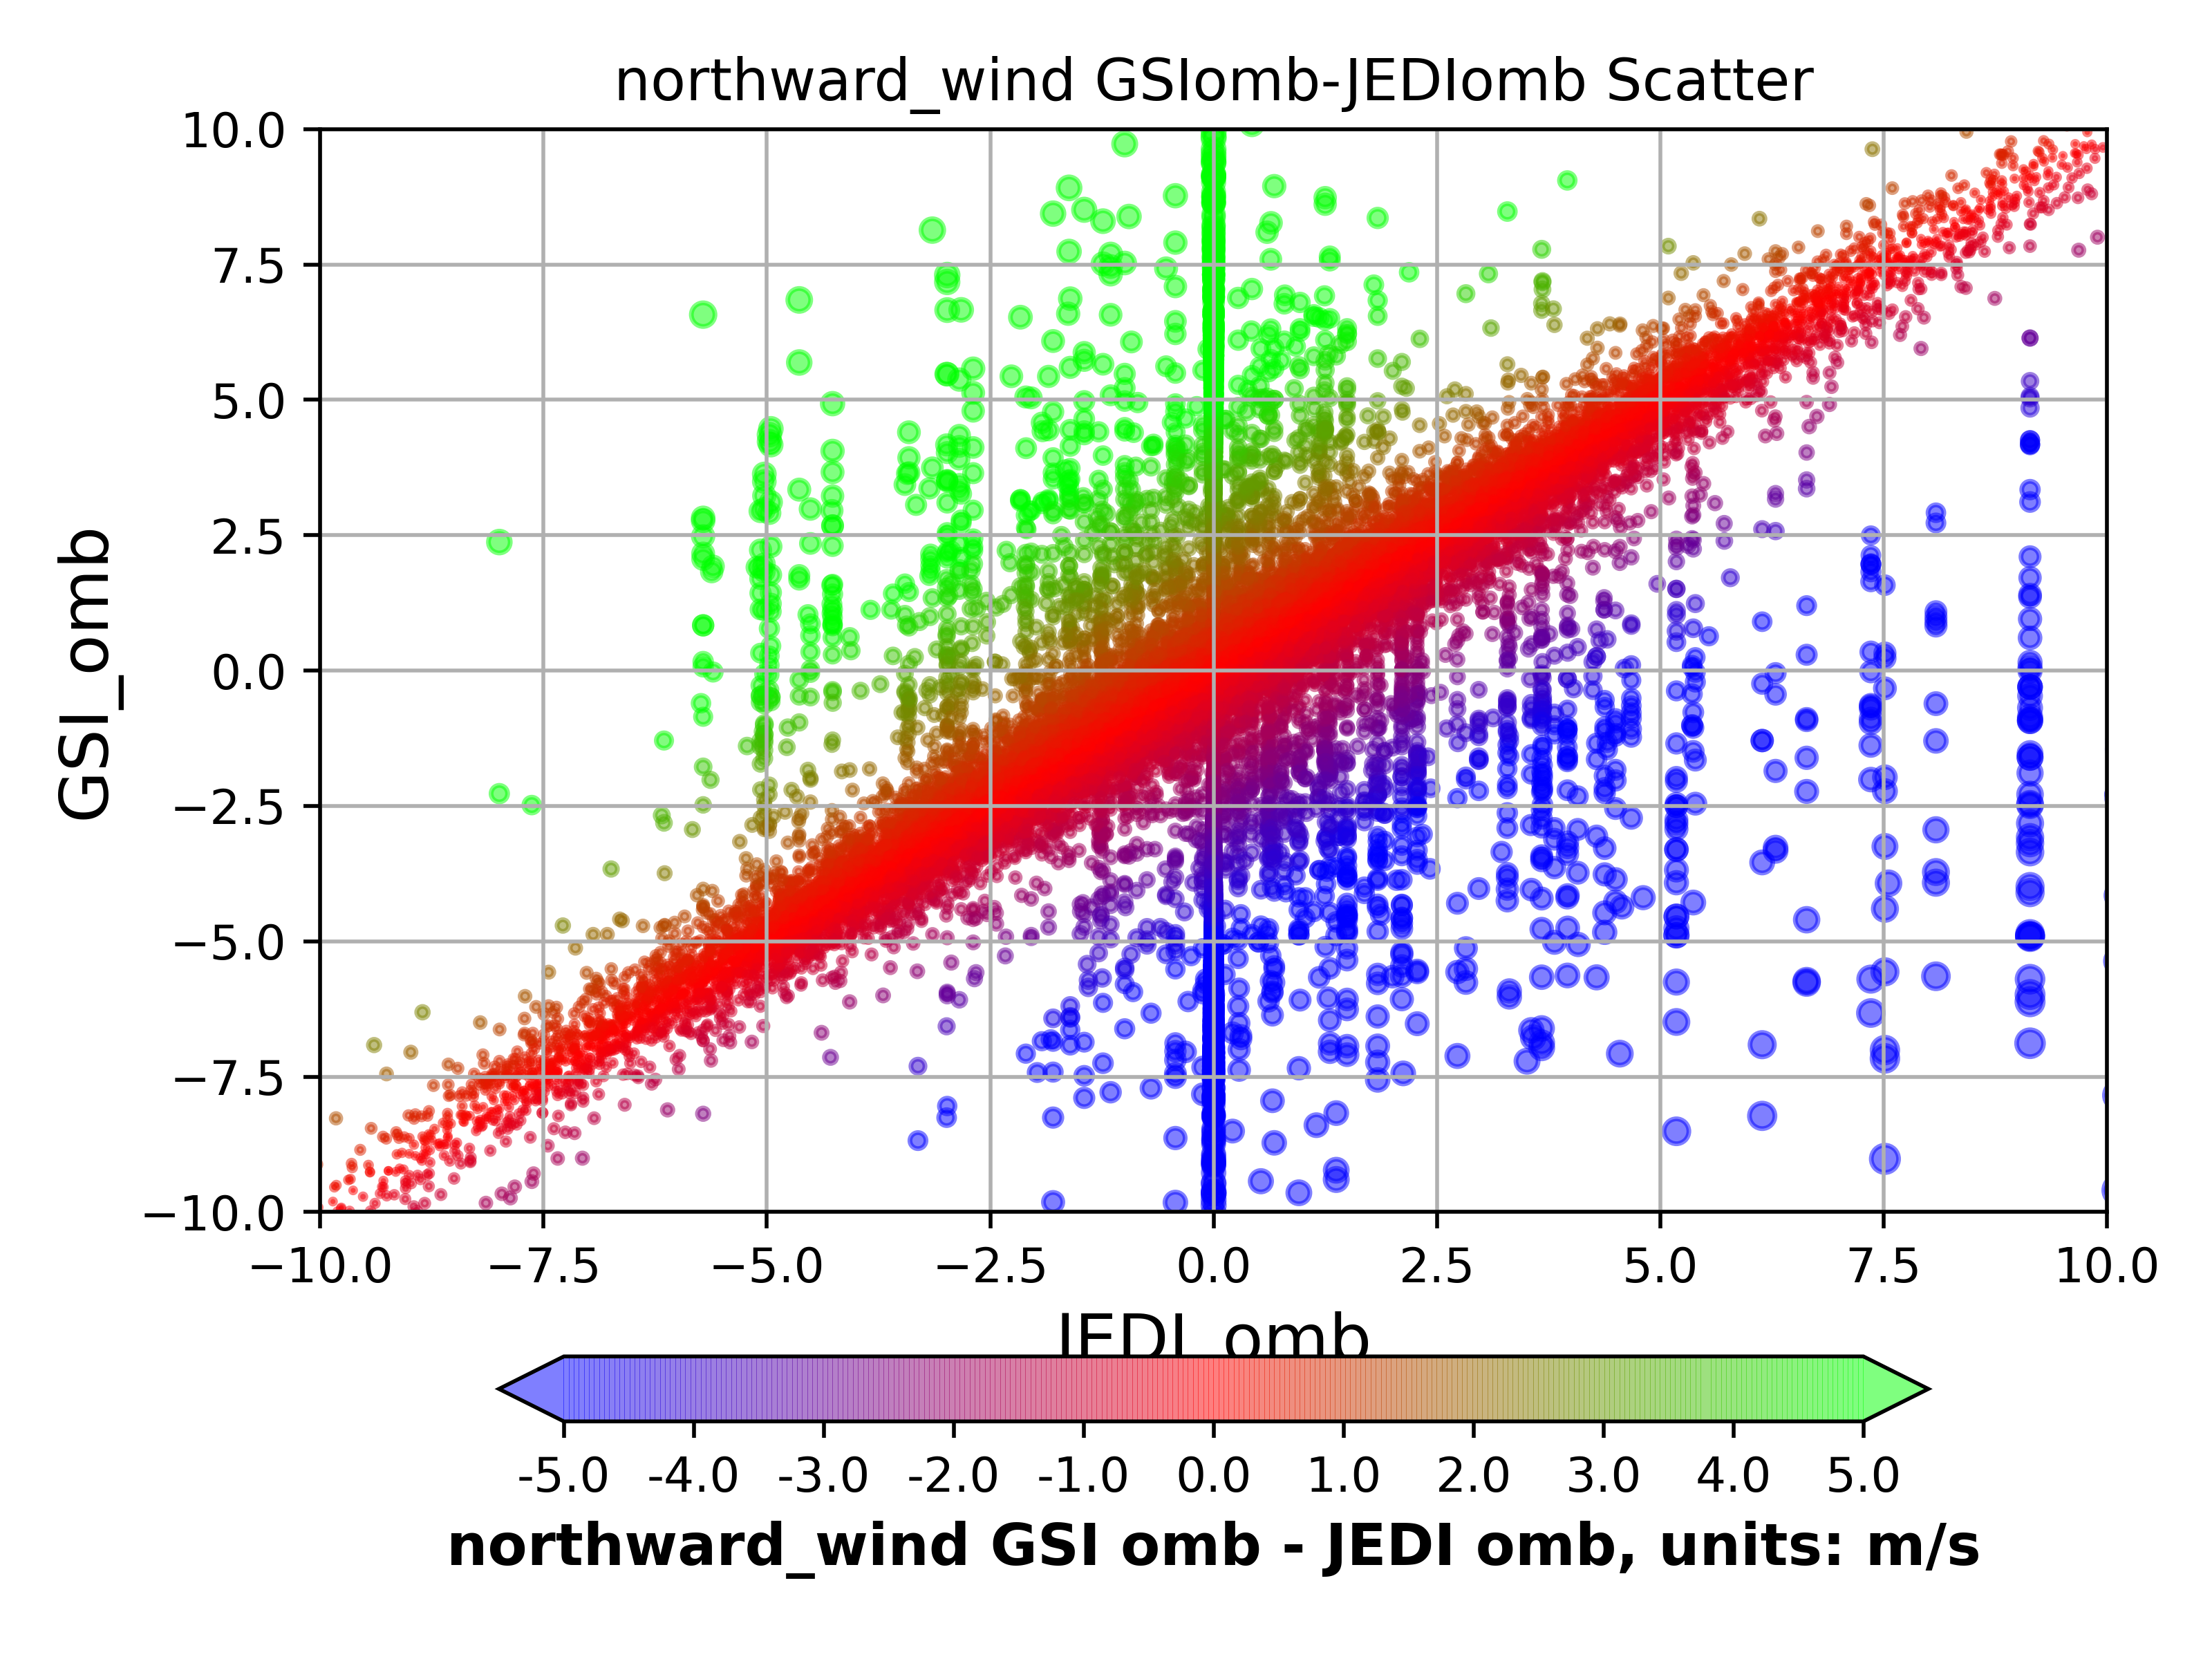 northward_wind GSIomb-JEDIomb Scatter
GSI_omb
10.0
7.5
5.0
2.5
0.0
−2.5
−5.0
−7.5
−10.0
−10.0 −7.5 −5.0 −2.5 0.0 2.5 5.0 7.5 10.0
JEDI_omb
-5.0 -4.0 -3.0 -2.0 -1.0 0.0 1.0 2.0 3.0 4.0 5.0
northward_wind GSI omb - JEDI omb, units: m/s